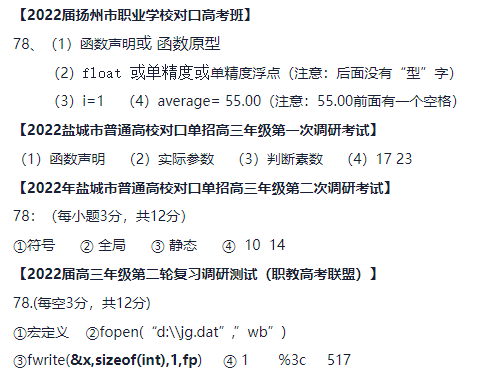 【2022届扬州市职业学校对口高考班】
78、（1）函数声明或 函数原型
（2）float 或单精度或单精度浮点（注意：后面没有“型”字）
（3）i=1 （4）average= 55.00（注意：55.00前面有一个空格）
【2022盐城市普通高校对口单招高三年级第一次调研考试】
（1）函数声明 （2）实际参数 （3）判断素数 （4）17 23
【2022年盐城市普通高校对口单招高三年级第二次调研考试】
78：（每小题3分，共12分）
①符号 ② 全局 ③ 静态 ④ 10 14
【2022届高三年级第二轮复习调研测试（职教高考联盟）】
78.(每空3分，共12分)
①宏定义 ②fopen(“d:\\jg.dat”,”wb”)
③fwrite(&x,sizeof(int),1,fp) ④ 1 %3c 517